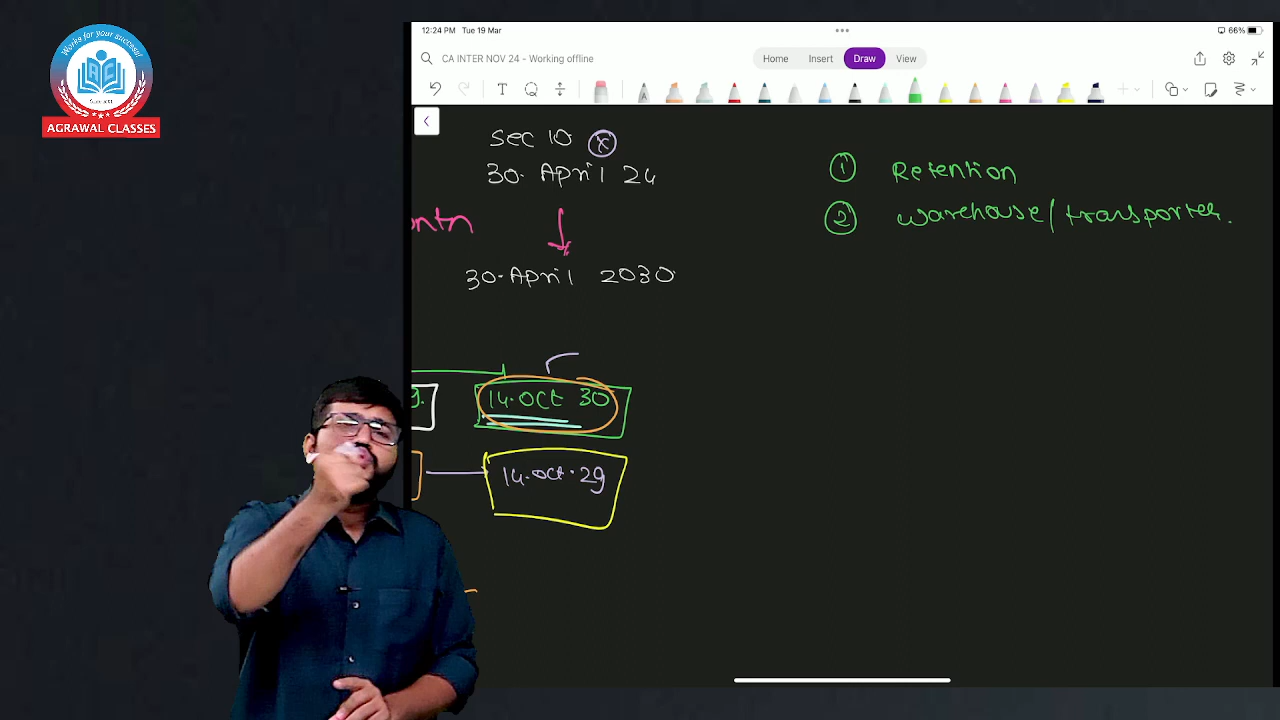 Works for your success!
AC
AGRAWAL CLASSES
12:24 PM Tue 19 Mar
66%
CA INTER NOV 24 - Working offline
Home Insert Draw View
Sec 10 x
30. April 24
30. April 2030
9.
14. Oct 30
14. Oct. 29
① Retention
② warehouse/transporter.